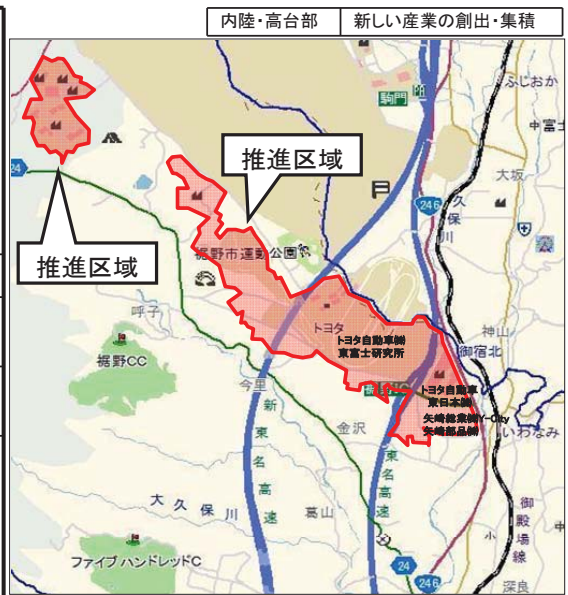 内陸・高台部
新しい産業の創出・集積
ふじおか
駒門
中富士
推進区域
大坂
24
246
久保川
推進区域
裾野市運動公園
トヨタ
神山
呼子
トヨタ自動車㈱
東富士研究所
御宿北
裾野CC
今里
トヨタ自動車
東日本㈱
矢崎総業㈱Y-City
矢崎部品㈱
いわなみ
新東名高速
金沢
東名高速
大久保川
葛山
御殿場線
小
ファイブハンドレッドC
24
246
深良